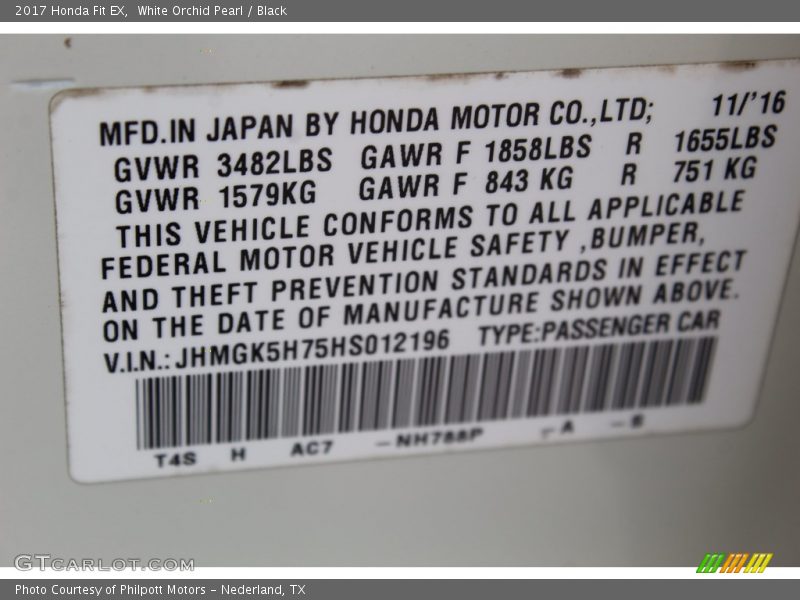 2017 Honda Fit EX, White Orchid Pearl / Black
MFD.IN JAPAN BY HONDA MOTOR CO.,LTD; 11/'16
GVWR 3482LBS GAWR F 1858LBS R 1655LBS
GVWR 1579KG GAWR F 843 KG R 751 KG
THIS VEHICLE CONFORMS TO ALL APPLICABLE
FEDERAL MOTOR VEHICLE SAFETY ,BUMPER,
AND THEFT PREVENTION STANDARDS IN EFFECT
ON THE DATE OF MANUFACTURE SHOWN ABOVE.
V.I.N.: JHMGK5H75HS012196 TYPE:PASSENGER CAR
T4S H AC7 -NH788P -A -B
GTCARLOT.COM
Photo Courtesy of Philpott Motors - Nederland, TX